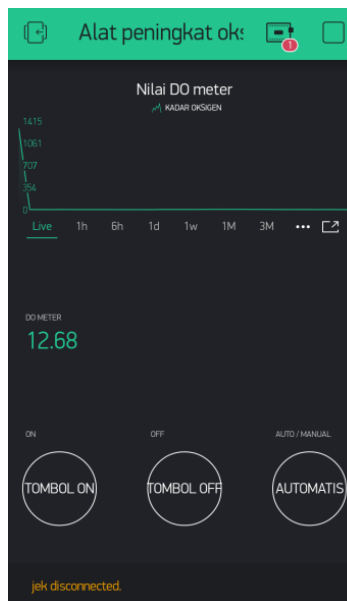 Alat peningkat oks
1
Nilai DO meter
KADAR OKSIGEN
1415
1061
707
354
0
Live 1h 6h 1d 1w 1M 3M •••
DO METER
12.68
ON OFF AUTO / MANUAL
TOMBOL ON TOMBOL OFF AUTOMATIS
jek disconnected.